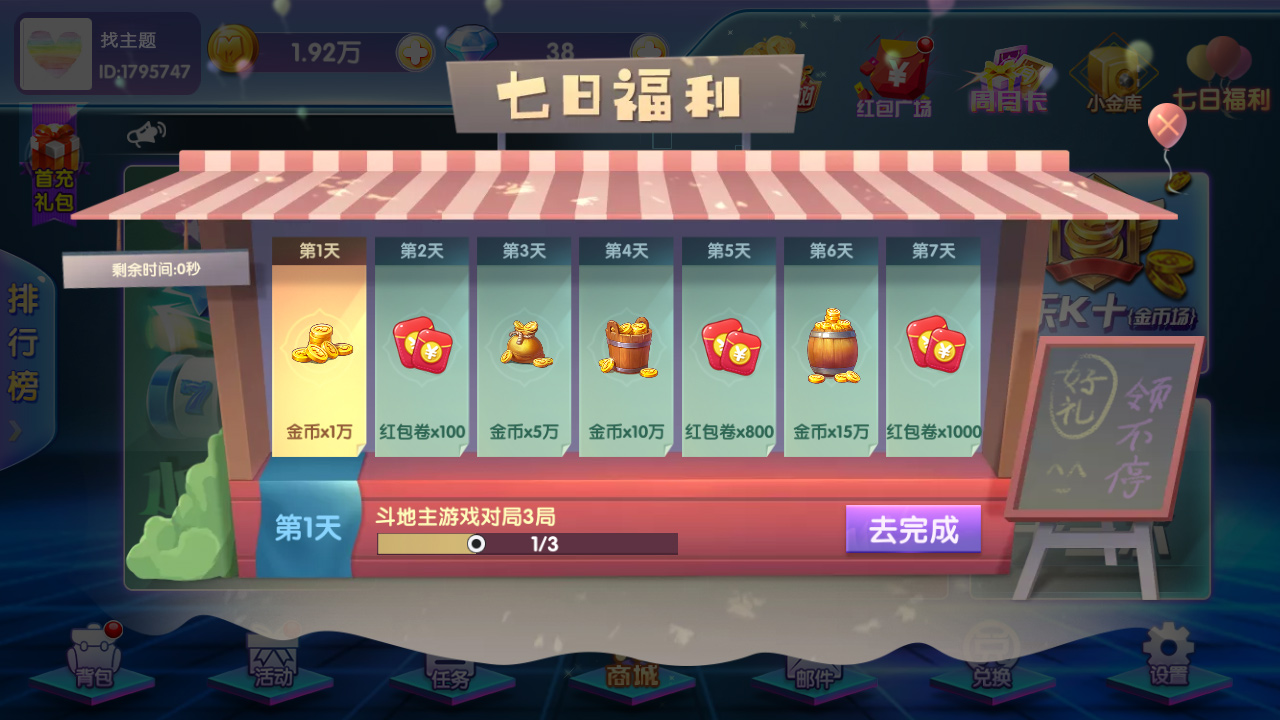 找主题
ID:1795747
1.92万
38
七日福利
红包广场
周月卡
小金库
七日福利
首充
礼包
剩余时间:0秒
排
行
榜
第1天
第2天
第3天
第4天
第5天
第6天
第7天
金币x1万
红包卷x100
金币x5万
金币x10万
红包卷x800
金币x15万
红包卷x1000
乐K十{金币场}
好礼
领不停
第1天
斗地主游戏对局3局
1/3
去完成
背包
活动
任务
商城
邮件
兑换
设置